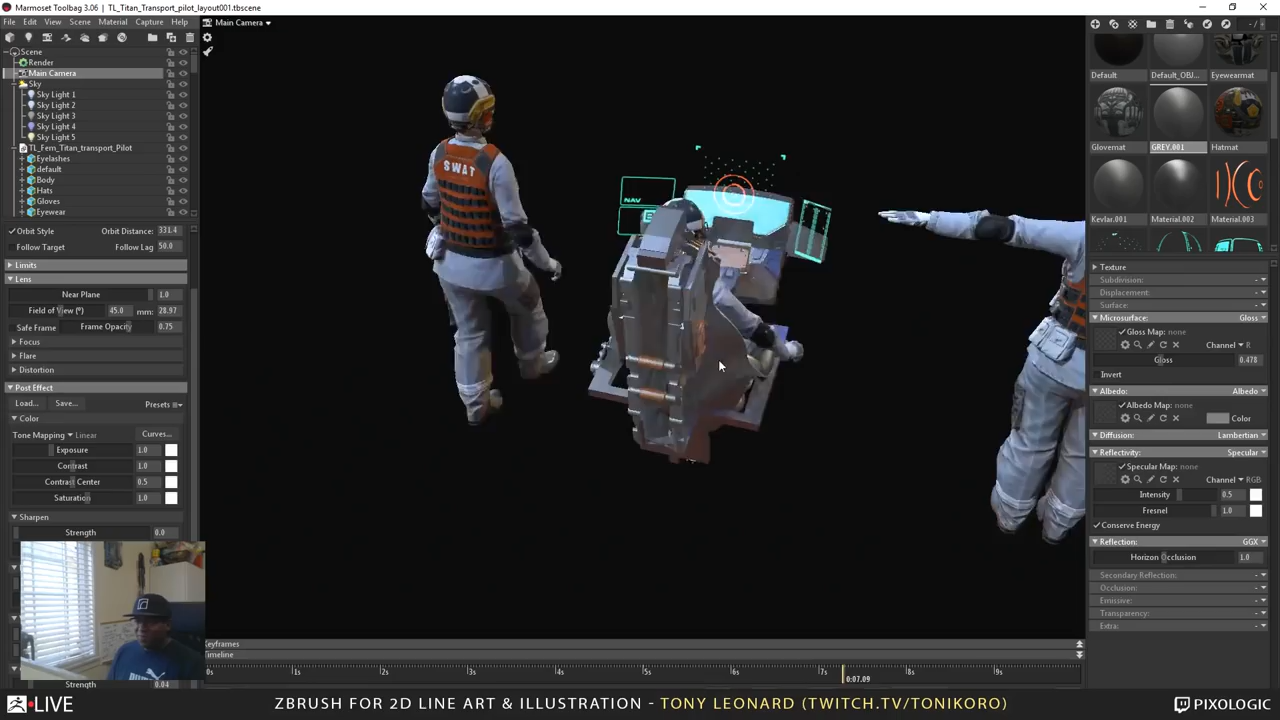 Marmoset Toolbag 3.06 | TL_Titan_Transport_pilot_layout001.tbscene
File Edit View Scene Material Capture Help
Main Camera
Scene
Render
Main Camera
Sky
Sky Light 1
Sky Light 2
Sky Light 3
Sky Light 4
Sky Light 5
TL_Fem_Titan_transport_Pilot
Eyelashes
default
Body
Hats
Gloves
Eyewear
Orbit Style Orbit Distance: 331.4
Follow Target Follow Lag 50.0
Limits
Lens
Near Plane 1.0
Field of View (º) 45.0 mm: 28.97
Safe Frame Frame Opacity 0.75
Focus
Flare
Distortion
Post Effect
Load... Save... Presets
Color
Tone Mapping Linear Curves...
Exposure 1.0
Contrast 1.0
Contrast Center 0.5
Saturation 1.0
Sharpen
Strength 0.0
Strength 0.04
SWAT
NAV
Default Default_OBJ... Eyewearmat
Glovemat GREY.001 Hatmat
Kevlar.001 Material.002 Material.003
Texture
Subdivision:
Displacement:
Surface:
Microsurface: Gloss
Gloss Map: none
Channel R
Gloss 0.478
Invert
Albedo: Albedo
Albedo Map: none
Color
Diffusion: Lambertian
Reflectivity: Specular
Specular Map: none
Channel RGB
Intensity 0.5
Fresnel 1.0
Conserve Energy
Reflection: GGX
Horizon Occlusion 1.0
Secondary Reflection:
Occlusion:
Emissive:
Transparency:
Extra:
Keyframes
Timeline
0s 1s 2s 3s 4s 5s 6s 7s 8s 9s
0:07.09
LIVE
ZBRUSH FOR 2D LINE ART & ILLUSTRATION - TONY LEONARD (TWITCH.TV/TONIKORO)
PIXOLOGIC